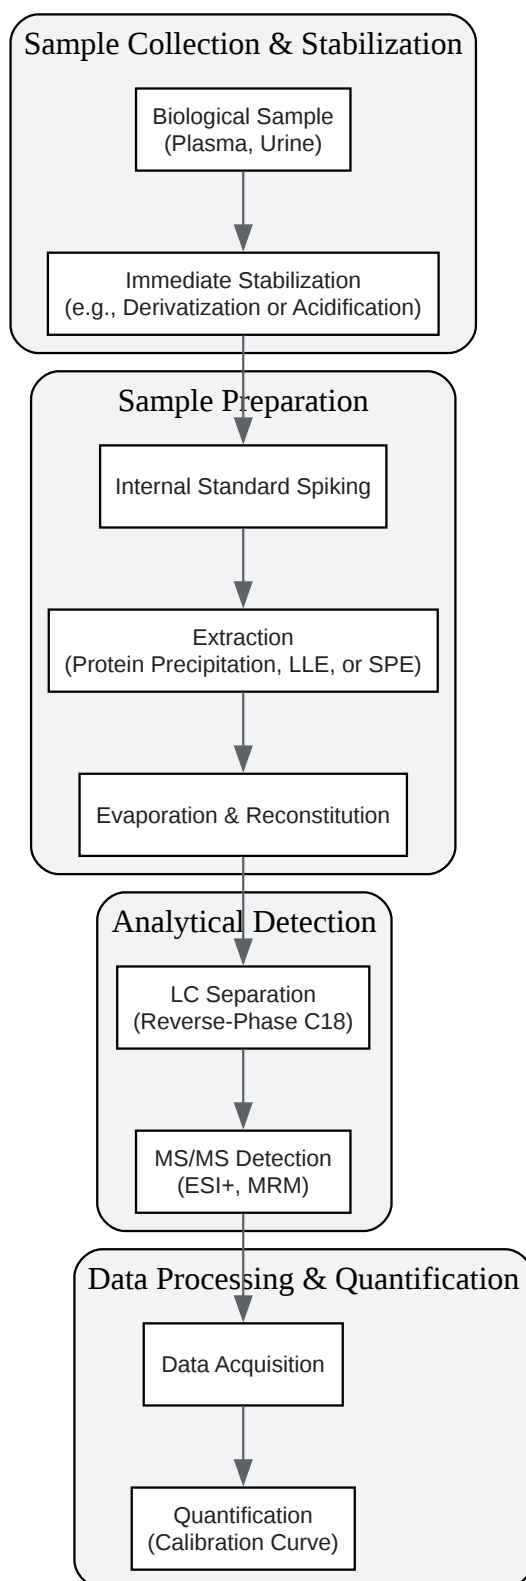 Sample Collection & Stabilization
Biological Sample
(Plasma, Urine)
Immediate Stabilization
(e.g., Derivatization or Acidification)
Sample Preparation
Internal Standard Spiking
Extraction
(Protein Precipitation, LLE, or SPE)
Evaporation & Reconstitution
Analytical Detection
LC Separation
(Reverse-Phase C18)
MS/MS Detection
(ESI+, MRM)
Data Processing & Quantification
Data Acquisition
Quantification
(Calibration Curve)